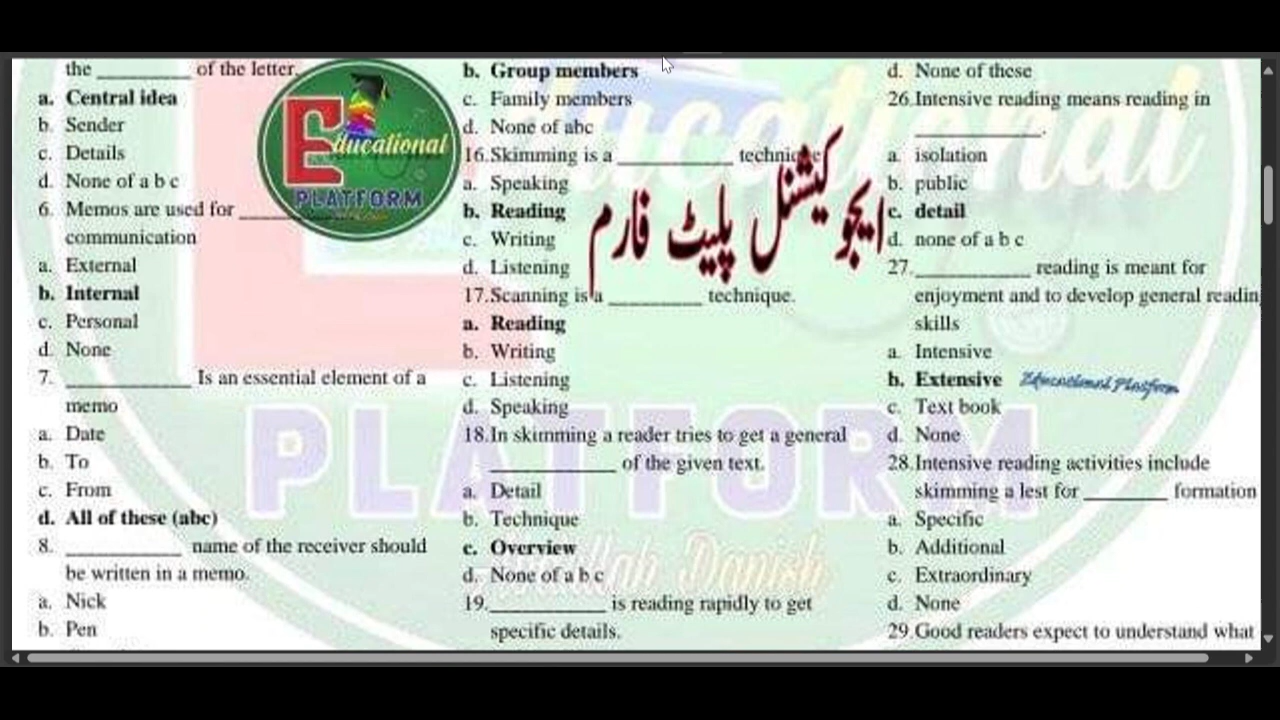 the _________ of the letter.
a. Central idea
b. Sender
c. Details
d. None of a b c
6. Memos are used for
communication
a. External
b. Internal
c. Personal
d. None
7. ____________ Is an essential element of a
memo
a. Date
b. To
c. From
d. All of these (abc)
8. ___________ name of the receiver should
be written in a memo.
a. Nick
b. Pen
Educational
PLATFORM
b. Group members
c. Family members
d. None of abc
16.Skimming is a ___________ technique
a. Speaking
b. Reading
c. Writing
d. Listening
17.Scanning is a _________ technique.
a. Reading
b. Writing
c. Listening
d. Speaking
18.In skimming a reader tries to get a general
____________ of the given text.
a. Detail
b. Technique
c. Overview
d. None of a b c
19.___________ is reading rapidly to get
specific details.
ایجوکیشنل پلیٹ فارم
d. None of these
26.Intensive reading means reading in
____________.
a. isolation
b. public
c. detail
d. none of a b c
27.___________ reading is meant for
enjoyment and to develop general readin
skills
a. Intensive
b. Extensive
Educational Platform
c. Text book
d. None
28.Intensive reading activities include
skimming a lest for ________ formation
a. Specific
b. Additional
c. Extraordinary
d. None
29.Good readers expect to understand what
ucational
PLATFORM
Danish